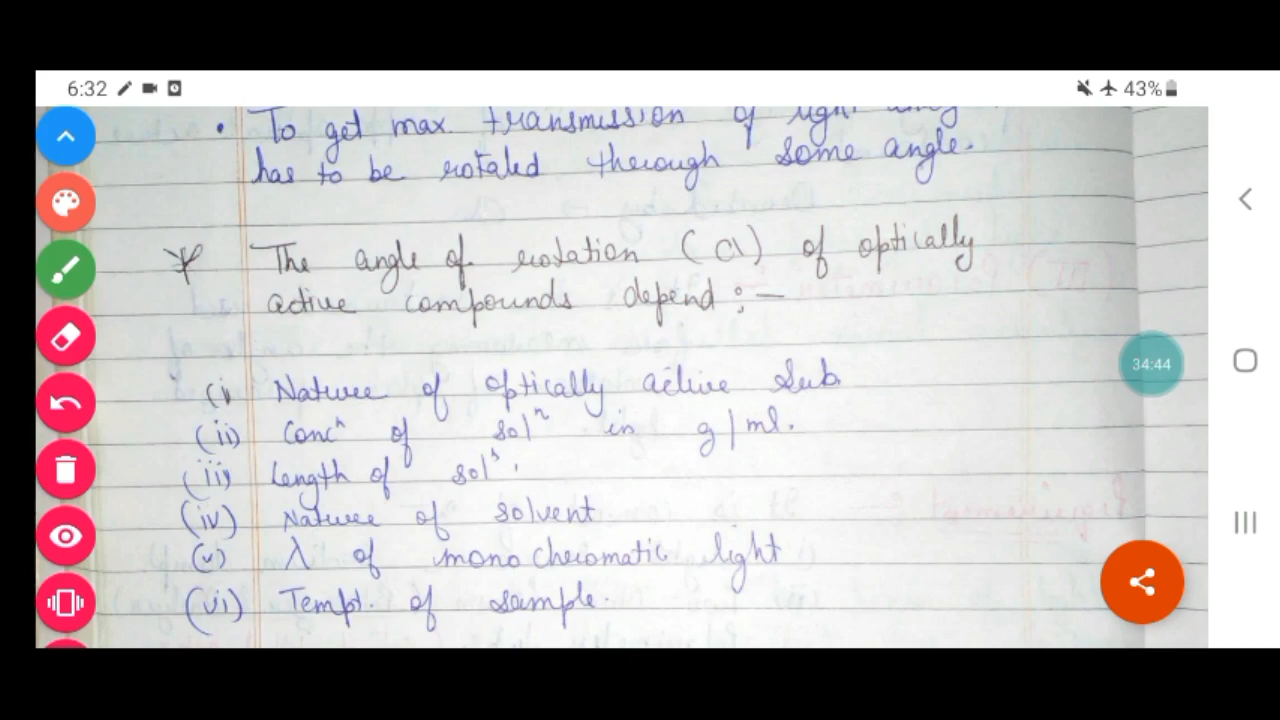 6:32
43%
• To get max. transmission of light
has to be rotated through some angle.
The angle of rotation (α) of optically
active compounds depend :—
(i) Nature of optically active Sub.
(ii) Concⁿ of solⁿ in g/ml.
34:44
(iii) Length of solⁿ.
(iv) Nature of solvent
(v) λ of monochromatic light
(vi) Tempt. of sample.